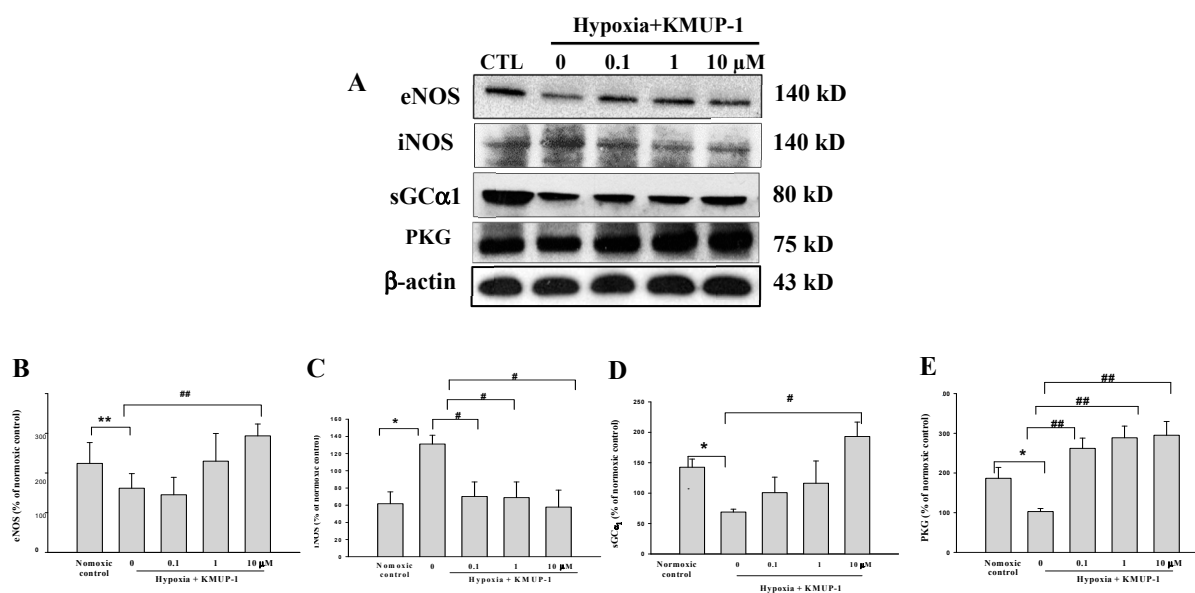 Hypoxia+KMUP-1
CTL 0 0.1 1 10 μM
A
eNOS 140 kD
iNOS 140 kD
sGCα1 80 kD
PKG 75 kD
β-actin 43 kD
B
##
**
eNOS (% of normoxic control)
300
200
100
0
Nomoxic control 0 0.1 1 10 μM
Hypoxia + KMUP-1
C
#
#
#
*
iNOS (% of normoxic control)
160
140
120
100
80
60
40
20
0
Nomoxic control 0 0.1 1 10 μM
Hypoxia + KMUP-1
D
#
*
sGCα1 (% of normoxic control)
200
150
100
50
0
Normoxic control 0 0.1 1 10 μM
Hypoxia + KMUP-1
E
##
##
##
*
PKG (% of normoxic control)
.00
300
200
100
0
Normoxic control 0 0.1 1 10 μM
Hypoxia + KMUP-1